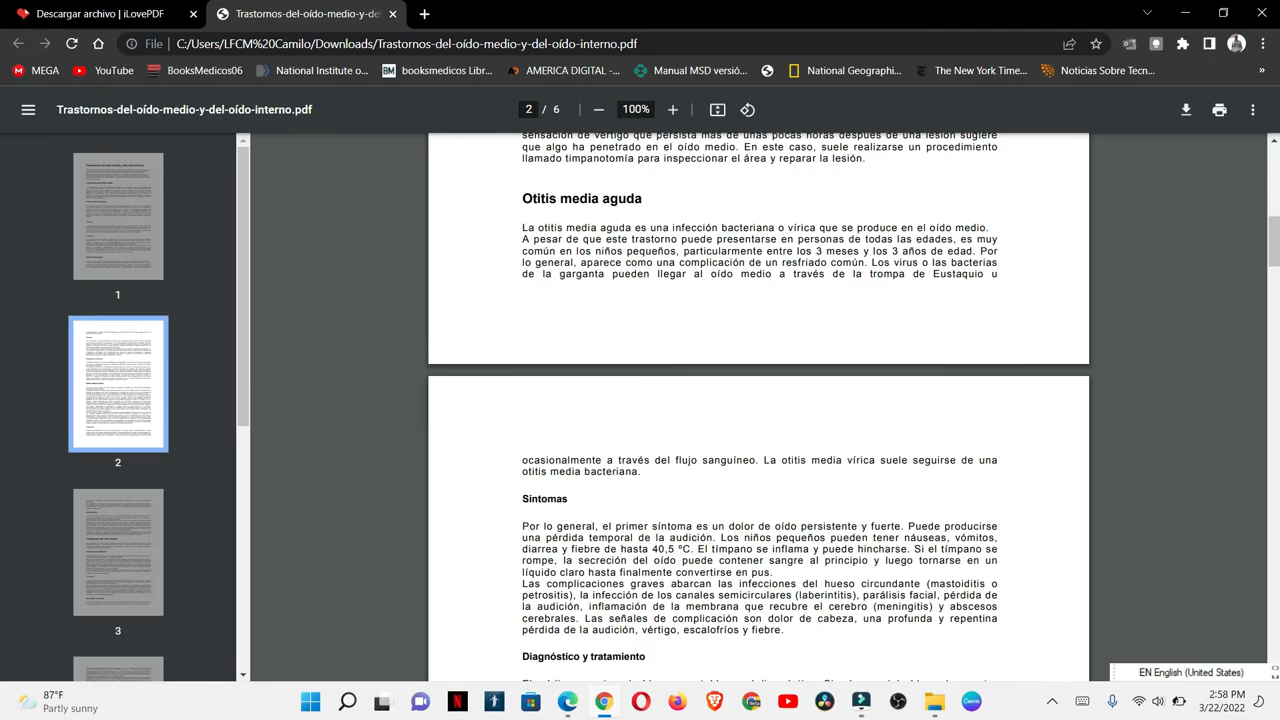 Descargar archivo | iLovePDF
Trastornos-del-oído-medio-y-del
File C:/Users/LFCM%20Camilo/Downloads/Trastornos-del-oído-medio-y-del-oído-interno.pdf
MEGA YouTube BooksMedicos06 National Institute o... booksmedicos Libr... AMERICA DIGITAL -... Manual MSD versió... National Geographi... The New York Time... Noticias Sobre Tecn... »
Trastornos-del-oído-medio-y-del-oído-interno.pdf 2 / 6 100%
sensación de vértigo que persista más de unas pocas horas después de una lesión sugiere
que algo ha penetrado en el oído medio. En este caso, suele realizarse un procedimiento
llamado timpanotomía para inspeccionar el área y reparar la lesión.
Otitis media aguda
La otitis media aguda es una infección bacteriana o vírica que se produce en el oído medio.
A pesar de que este trastorno puede presentarse en personas de todas las edades, es muy
común en los niños pequeños, particularmente entre los 3 meses y los 3 años de edad. Por
lo general, aparece como una complicación de un resfriado común. Los virus o las bacterias
de la garganta pueden llegar al oído medio a través de la trompa de Eustaquio u
ocasionalmente a través del flujo sanguíneo. La otitis media vírica suele seguirse de una
otitis media bacteriana.
Síntomas
Por lo general, el primer síntoma es un dolor de oído persistente y fuerte. Puede producirse
una pérdida temporal de la audición. Los niños pequeños pueden tener náuseas, vómitos,
diarrea y fiebre de hasta 40,5 ºC. El tímpano se inflama y puede hincharse. Si el tímpano se
rompe, la secreción del oído puede contener sangre al principio y luego tornarse en un
líquido claro hasta finalmente convertirse en pus.
Las complicaciones graves abarcan las infecciones del hueso circundante (mastoiditis o
petrositis), la infección de los canales semicirculares (laberintitis), parálisis facial, pérdida de
la audición, inflamación de la membrana que recubre el cerebro (meningitis) y abscesos
cerebrales. Las señales de complicación son dolor de cabeza, una profunda y repentina
pérdida de la audición, vértigo, escalofríos y fiebre.
Diagnóstico y tratamiento
1
2
3
EN English (United States)
87°F
Partly sunny
2:58 PM
3/22/2022